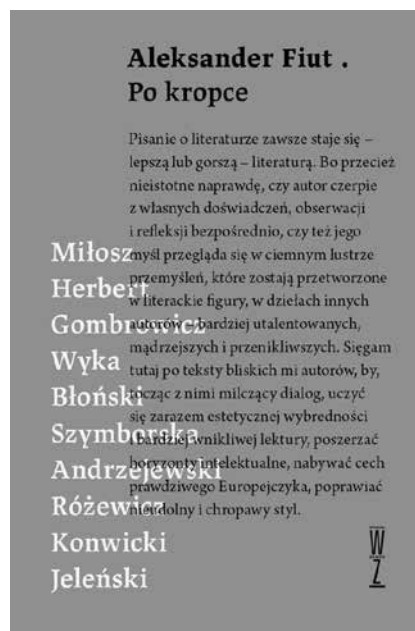 Aleksander Fiut .
Po kropce
Pisanie o literaturze zawsze staje się –
lepszą lub gorszą – literaturą. Bo przecież
nieistotne naprawdę, czy autor czerpie
z własnych doświadczeń, obserwacji
i refleksji bezpośrednio, czy też jego
myśl przegląda się w ciemnym lustrze
przemyśleń, które zostają przetworzone
w literackie figury, w dziełach innych
autorów – bardziej utalentowanych,
mądrzejszych i przenikliwszych. Sięgam
tutaj po teksty bliskich mi autorów, by,
tocząc z nimi milczący dialog, uczyć
się zarazem estetycznej wybredności
i bardziej wnikliwej lektury, poszerzać
horyzonty intelektualne, nabywać cech
prawdziwego Europejczyka, poprawiać
nieudolny i chropawy styl.
Miłosz
Herbert
Gombrowicz
Wyka
Błoński
Szymborska
Andrzejewski
Różewicz
Konwicki
Jeleński
W
Z